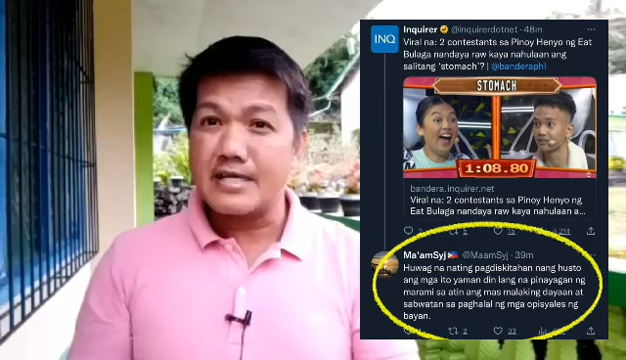 INQ
Inquirer @inquirerdotnet · 48m
Viral na: 2 contestants sa Pinoy Henyo ng Eat
Bulaga nandaya raw kaya nahulaan ang
salitang 'stomach'? | @banderaphl
STOMACH
1:08.80
bandera.inquirer.net
Viral na: 2 contestants sa Pinoy Henyo ng
Eat Bulaga nandaya raw kaya nahulaan a...
Ma'amSyj @MaamSyj · 39m
Huwag na nating pagdiskitahan nang husto
ang mga ito yaman din lang na pinayagan ng
marami sa atin ang mas malaking dayaan at
sabwatan sa paghalal ng mga opisyales ng
bayan.